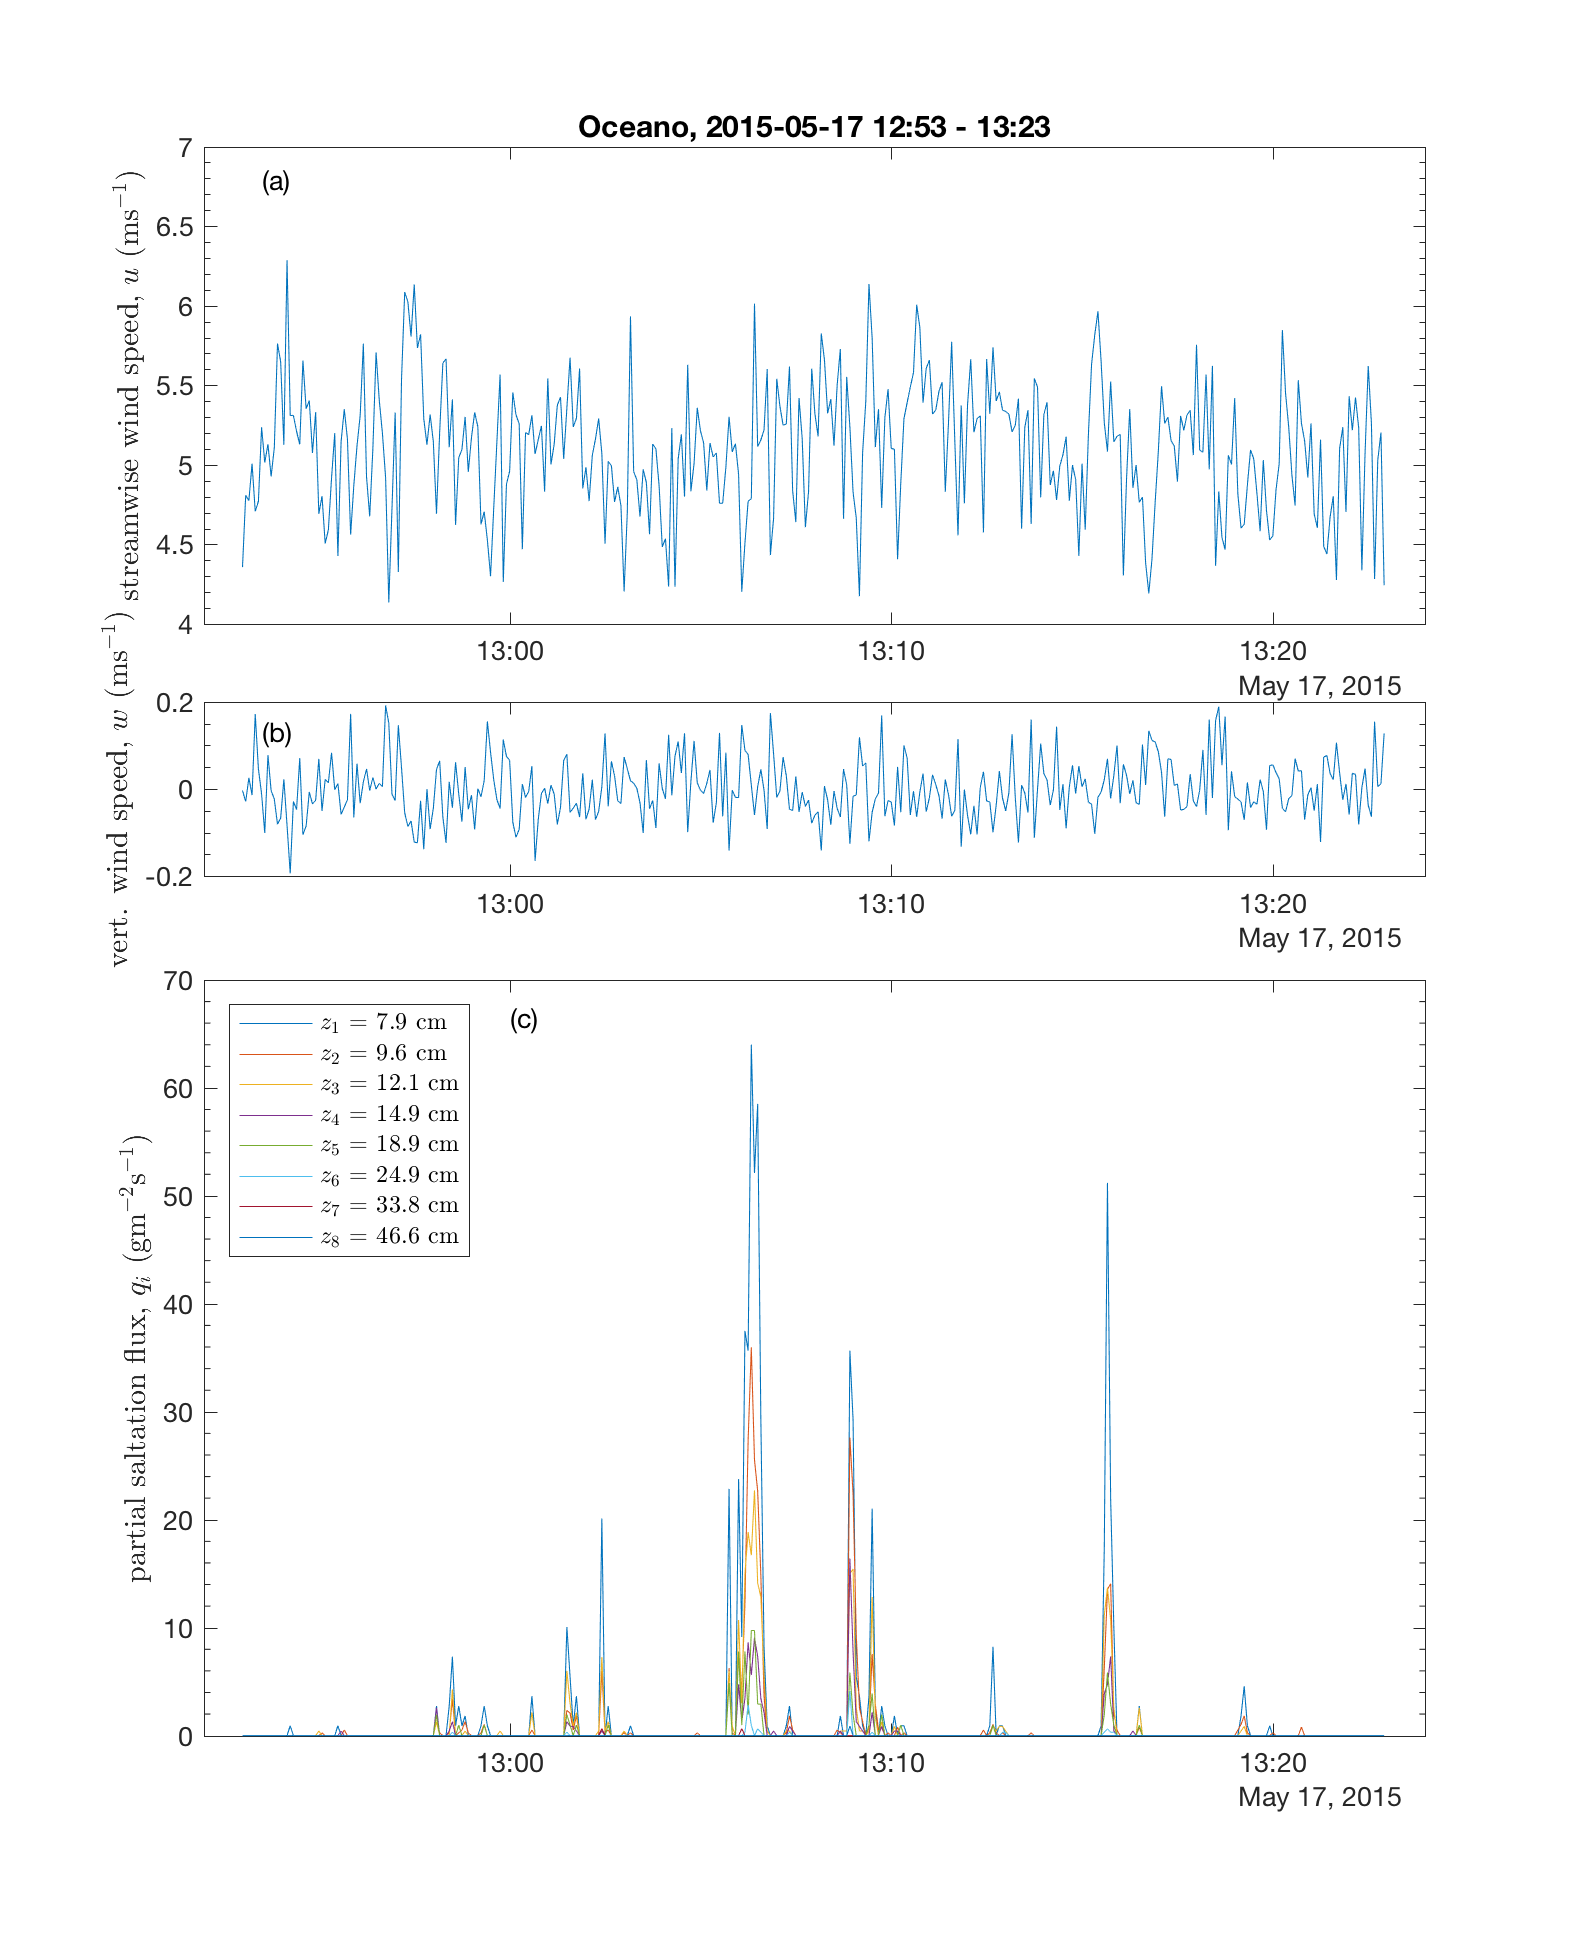 Oceano, 2015-05-17 12:53 - 13:23
(a)
streamwise wind speed, u (ms⁻¹)
7
6.5
6
5.5
5
4.5
4
13:00 13:10 13:20
May 17, 2015
(b)
vert. wind speed, w (ms⁻¹)
0.2
0
-0.2
13:00 13:10 13:20
May 17, 2015
(c)
partial saltation flux, qᵢ (gm⁻²s⁻¹)
70
60
50
40
30
20
10
0
z₁ = 7.9 cm
z₂ = 9.6 cm
z₃ = 12.1 cm
z₄ = 14.9 cm
z₅ = 18.9 cm
z₆ = 24.9 cm
z₇ = 33.8 cm
z₈ = 46.6 cm
13:00 13:10 13:20
May 17, 2015